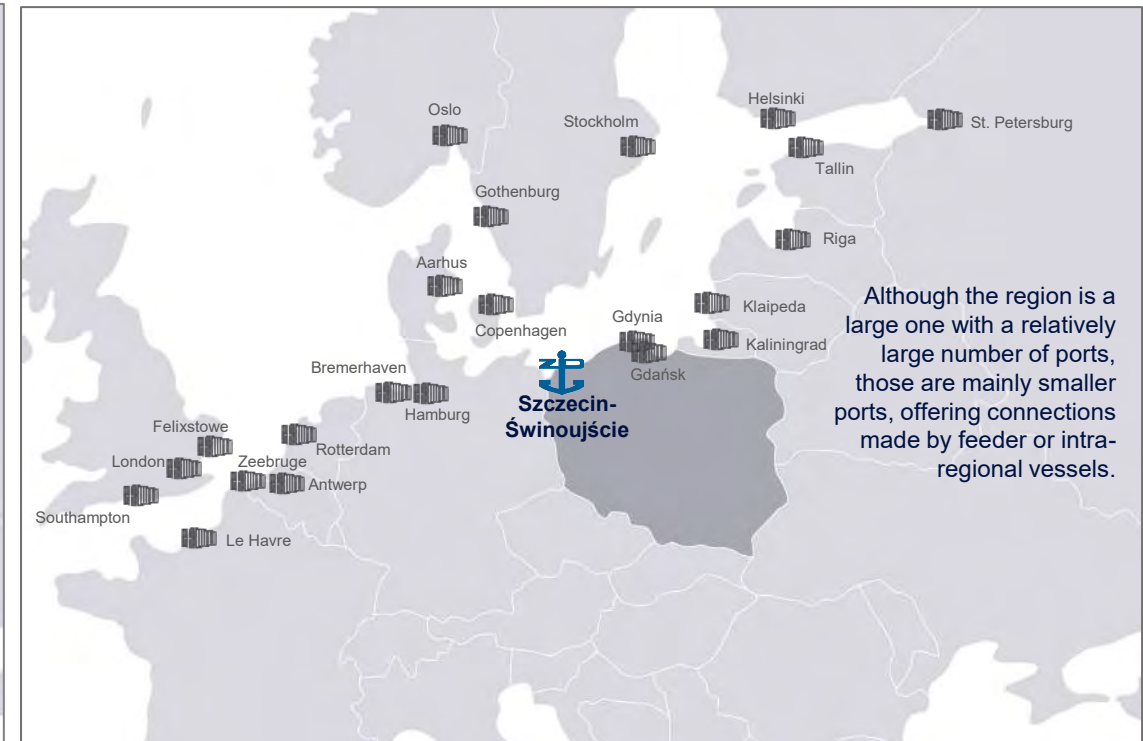 Oslo
Stockholm
Helsinki
St. Petersburg
Tallin
Gothenburg
Riga
Aarhus
Copenhagen
Gdynia
Gdańsk
Klaipeda
Kaliningrad
Although the region is a
large one with a relatively
large number of ports,
those are mainly smaller
ports, offering connections
made by feeder or intra-
regional vessels.
Bremerhaven
Hamburg
Szczecin-
Świnoujście
Felixstowe
London
Zeebruge
Rotterdam
Antwerp
Southampton
Le Havre